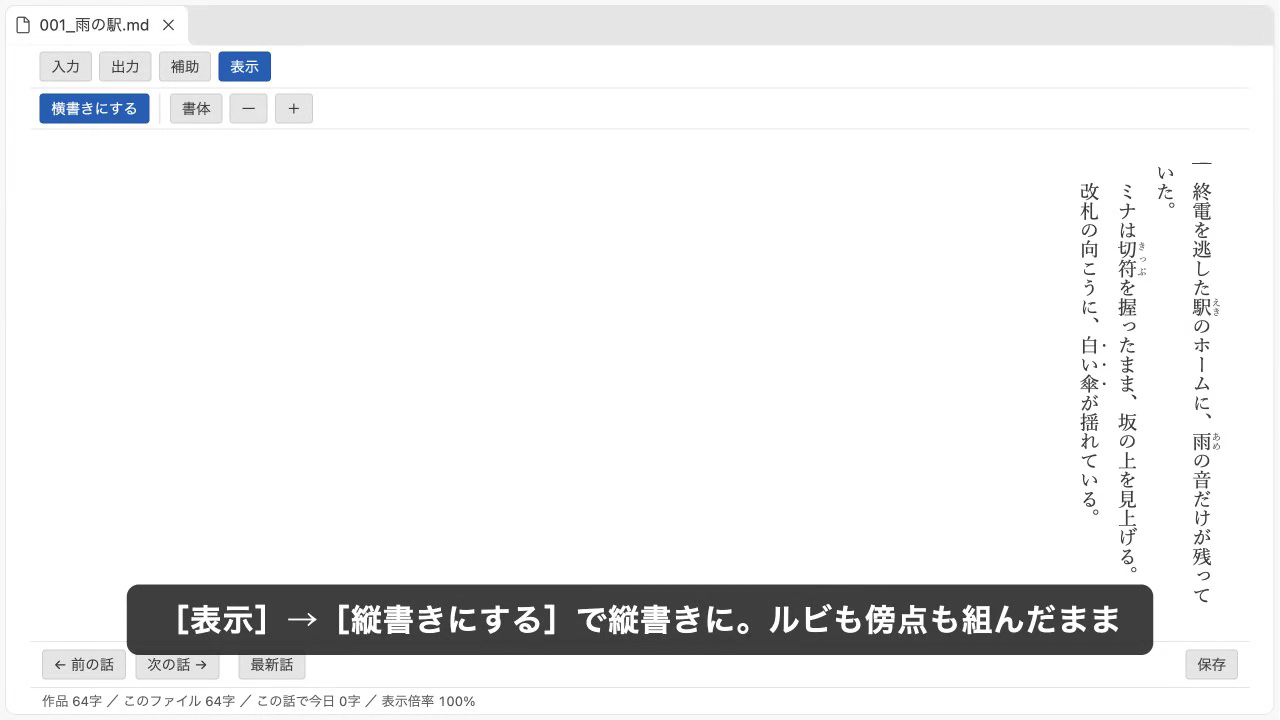 001_雨の駅.md
入力 出力 補助 表示
横書きにする 書体 － ＋
終電を逃した駅のホームに、雨の音だけが残って
えき
あめ
いた。
ミナは切符を握ったまま、坂の上を見上げる。
きっぷ
改札の向こうに、白い傘が揺れている。
［表示］→［縦書きにする］で縦書きに。ルビも傍点も組んだまま
← 前の話 次の話 → 最新話 保存
作品 64字 ／ このファイル 64字 ／ この話で今日 0字 ／ 表示倍率 100%